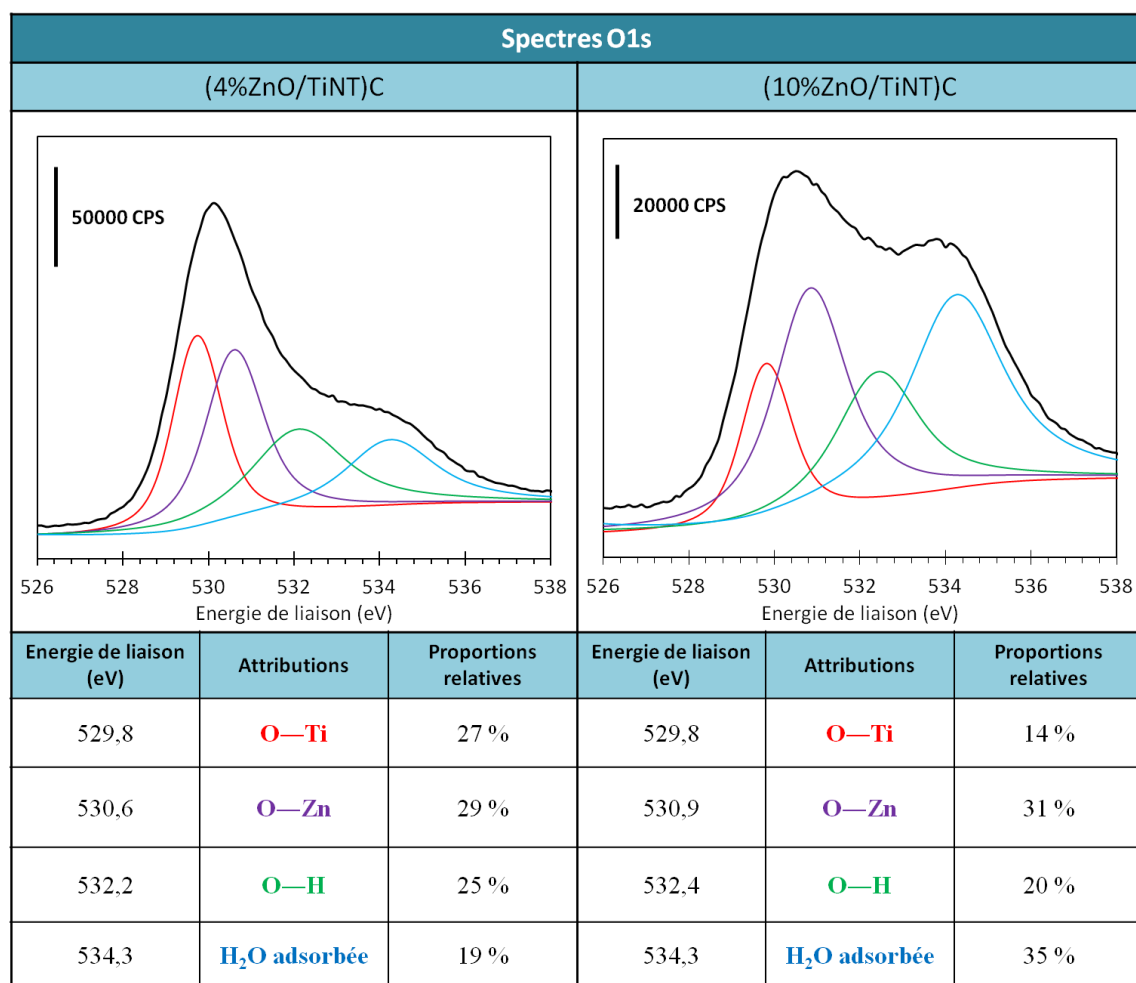 Spectres O1s
(4%ZnO/TiNT)C (10%ZnO/TiNT)C
50000 CPS 20000 CPS
526 528 530 532 534 536 538 526 528 530 532 534 536 538
Energie de liaison (eV) Energie de liaison (eV)
Energie de liaison (eV) Attributions Proportions relatives Energie de liaison (eV) Attributions Proportions relatives
529,8 O—Ti 27 % 529,8 O—Ti 14 %
530,6 O—Zn 29 % 530,9 O—Zn 31 %
532,2 O—H 25 % 532,4 O—H 20 %
534,3 H₂O adsorbée 19 % 534,3 H₂O adsorbée 35 %